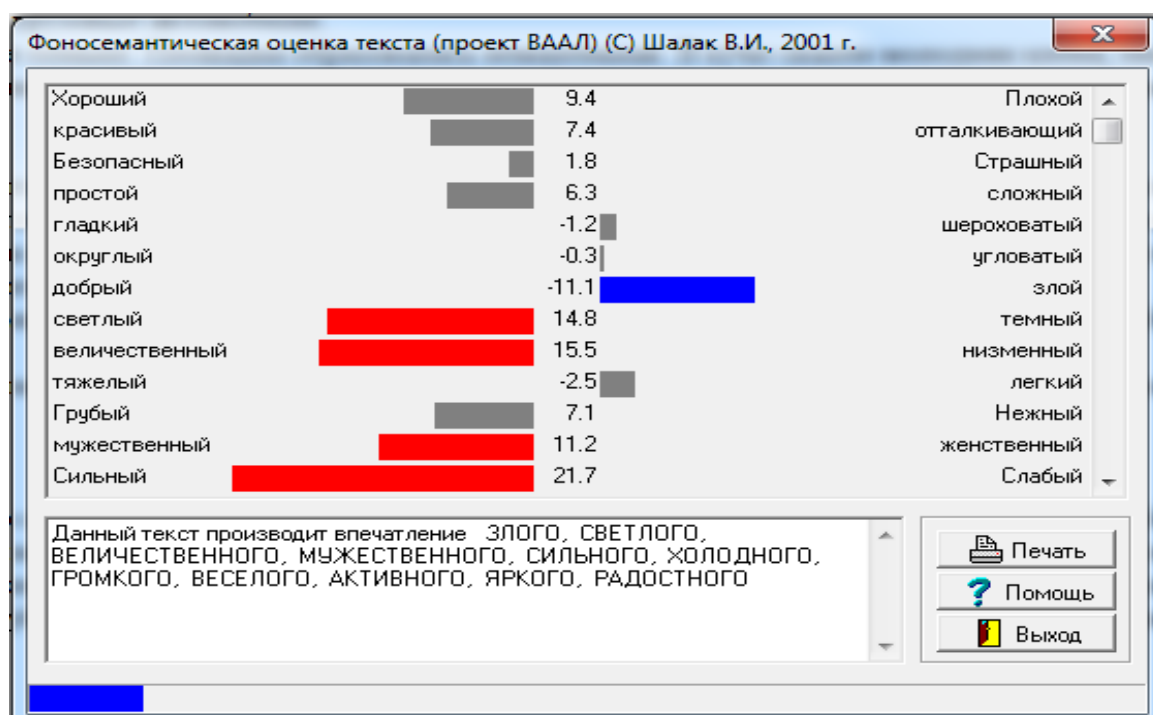 Фоносемантическая оценка текста (проект ВААЛ) (C) Шалак В.И., 2001 г.
Хороший 9.4 Плохой
красивый 7.4 отталкивающий
Безопасный 1.8 Страшный
простой 6.3 сложный
гладкий -1.2 шероховатый
округлый -0.3 угловатый
добрый -11.1 злой
светлый 14.8 темный
величественный 15.5 низменный
тяжелый -2.5 легкий
Грубый 7.1 Нежный
мужественный 11.2 женственный
Сильный 21.7 Слабый
Данный текст производит впечатление ЗЛОГО, СВЕТЛОГО,
ВЕЛИЧЕСТВЕННОГО, МУЖЕСТВЕННОГО, СИЛЬНОГО, ХОЛОДНОГО,
ГРОМКОГО, ВЕСЕЛОГО, АКТИВНОГО, ЯРКОГО, РАДОСТНОГО
Печать
Помощь
Выход